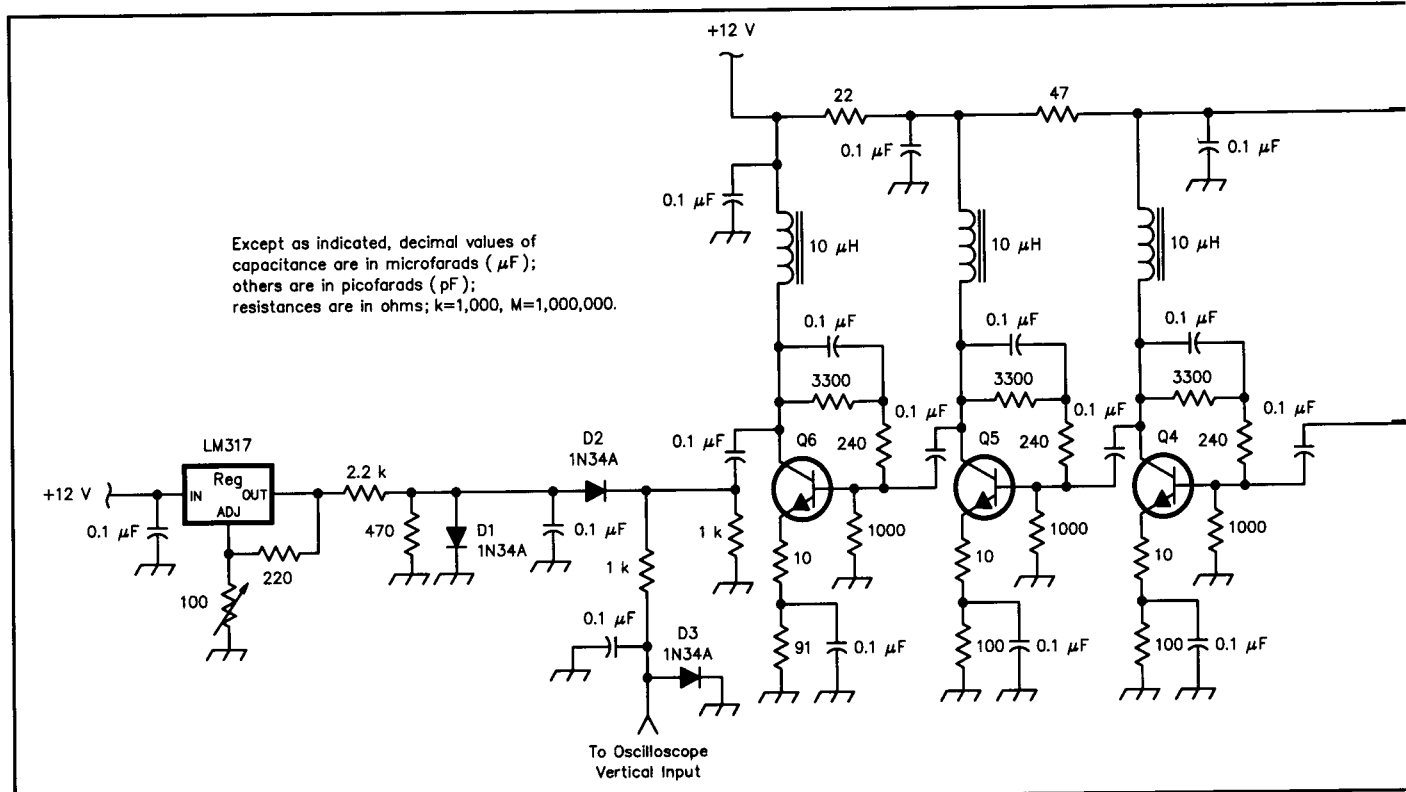 +12 V
22
47
0.1 μF
0.1 μF
0.1 μF
10 μH
10 μH
10 μH
Except as indicated, decimal values of
capacitance are in microfarads ( μF);
others are in picofarads ( pF);
resistances are in ohms; k=1,000, M=1,000,000.
0.1 μF
0.1 μF
0.1 μF
3300
3300
3300
0.1 μF
0.1 μF
0.1 μF
0.1 μF
Q6
240
Q5
240
Q4
240
LM317
D2
1N34A
2.2 k
+12 V
Reg
IN
OUT
ADJ
0.1 μF
470
D1
1N34A
0.1 μF
1 k
1000
1000
1000
220
1 k
10
10
10
100
0.1 μF
D3
1N34A
91
0.1 μF
100
0.1 μF
100
0.1 μF
To Oscilloscope
Vertical Input